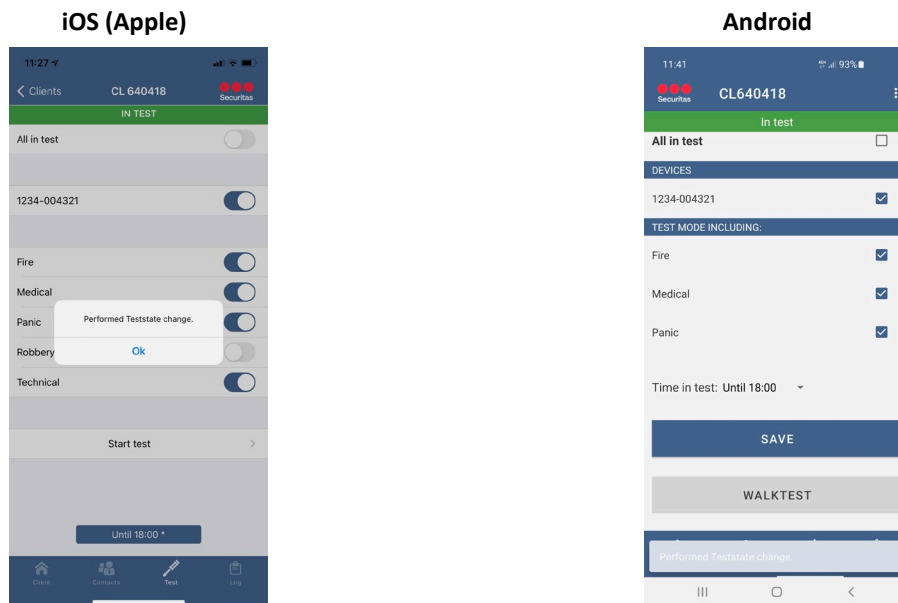 iOS (Apple)
11:27
Clients
CL 640418
Securitas
IN TEST
All in test
1234-004321
Fire
Medical
Panic
Performed Teststate change.
Robbery
Ok
Technical
Start test
Until 18:00 *
Client
Contacts
Test
Log
Android
11:41
93%
Securitas
CL640418
In test
All in test
DEVICES
1234-004321
TEST MODE INCLUDING:
Fire
Medical
Panic
Time in test: Until 18:00
SAVE
WALKTEST
Performed Teststate change.